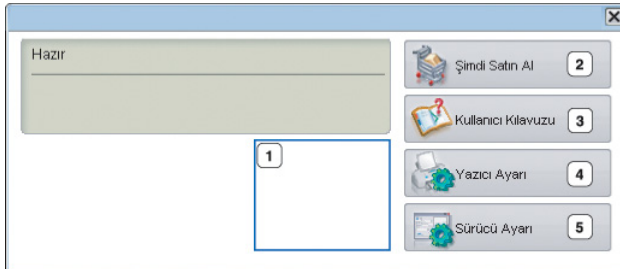 Hazır
1
Şimdi Satın Al 2
Kullanıcı Kılavuzu 3
Yazıcı Ayarı 4
Sürücü Ayarı 5